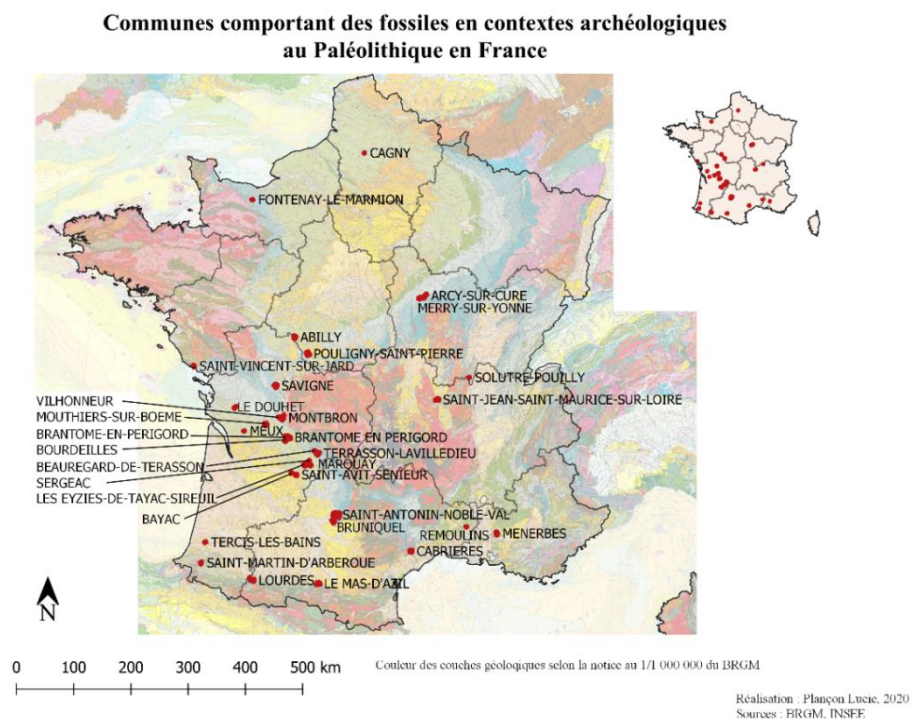 Communes comportant des fossiles en contextes archéologiques
au Paléolithique en France
CAGNY
FONTENAY-LE-MARMION
ARCY-SUR-CURE
MERRY-SUR-YONNE
ABILLY
POULIGNY-SAINT-PIERRE
SAINT-VINCENT-SUR-JARD
SOLUTRE-POUILLY
SAVIGNE
SAINT-JEAN-SAINT-MAURICE-SUR-LOIRE
VILHONNEUR
LE DOUHET
MOUTHIERS-SUR-BOEME
MONTBRON
MEUX
BRANTOME-EN-PERIGORD
BRANTOME EN PERIGORD
BOURDEILLES
TERRASSON-LAVILLEDIEU
BEAUREGARD-DE-TERASSON
MARQUAY
SERGEAC
SAINT-AVIT-SENIEUR
LES EYZIES-DE-TAYAC-SIREUIL
BAYAC
SAINT-ANTONIN-NOBLE-VAL
BRUNIQUEL
REMOULINS
MENERBES
TERCIS-LES-BAINS
CABRIERES
SAINT-MARTIN-D'ARBEROUE
LOURDES
LE MAS-D'AZIL
N
0 100 200 300 400 500 km
Couleur des couches géologiques selon la notice au 1/1 000 000 du BRGM
Réalisation : Plançon Lucie, 2020
Sources : BRGM, INSEE